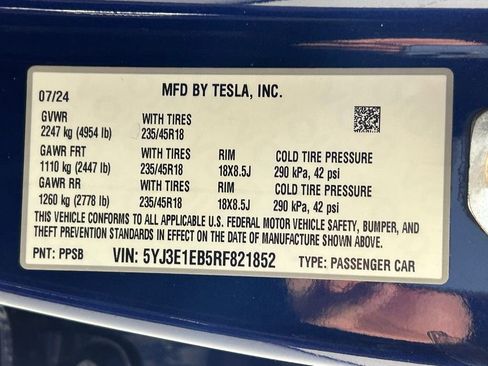 MFD BY TESLA, INC.
07/24
GVWR WITH TIRES
2247 kg (4954 lb) 235/45R18
GAWR FRT WITH TIRES RIM COLD TIRE PRESSURE
1110 kg (2447 lb) 235/45R18 18X8.5J 290 kPa, 42 psi
GAWR RR WITH TIRES RIM COLD TIRE PRESSURE
1260 kg (2778 lb) 235/45R18 18X8.5J 290 kPa, 42 psi
THIS VEHICLE CONFORMS TO ALL APPLICABLE U.S. FEDERAL MOTOR VEHICLE SAFETY, BUMPER, AND
THEFT PREVENTION STANDARDS IN EFFECT ON THE DATE OF MANUFACTURE SHOWN ABOVE.
PNT: PPSB VIN: 5YJ3E1EB5RF821852 TYPE: PASSENGER CAR